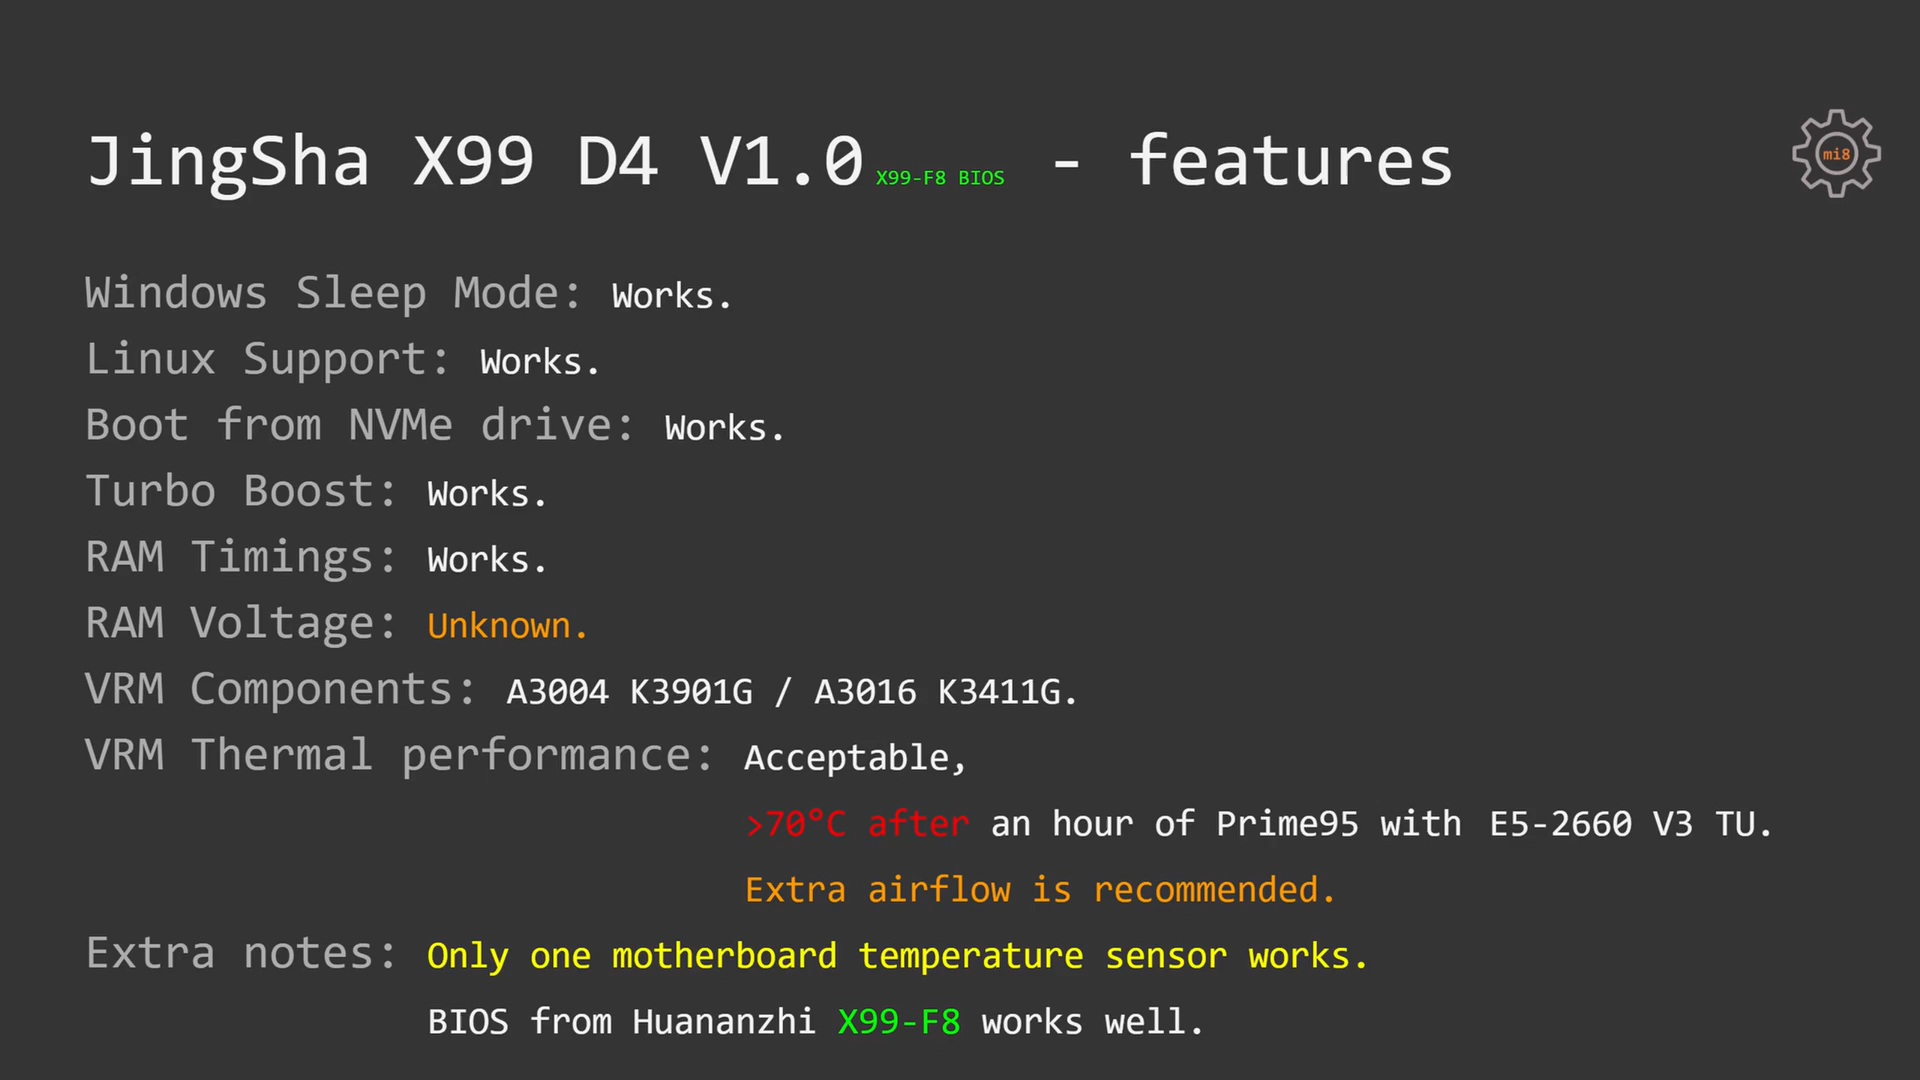 JingSha X99 D4 V1.0 X99-F8 BIOS - features
mi8
Windows Sleep Mode: Works.
Linux Support: Works.
Boot from NVMe drive: Works.
Turbo Boost: Works.
RAM Timings: Works.
RAM Voltage: Unknown.
VRM Components: A3004 K3901G / A3016 K3411G.
VRM Thermal performance: Acceptable,
>70°C after an hour of Prime95 with E5-2660 V3 TU.
Extra airflow is recommended.
Extra notes: Only one motherboard temperature sensor works.
BIOS from Huananzhi X99-F8 works well.